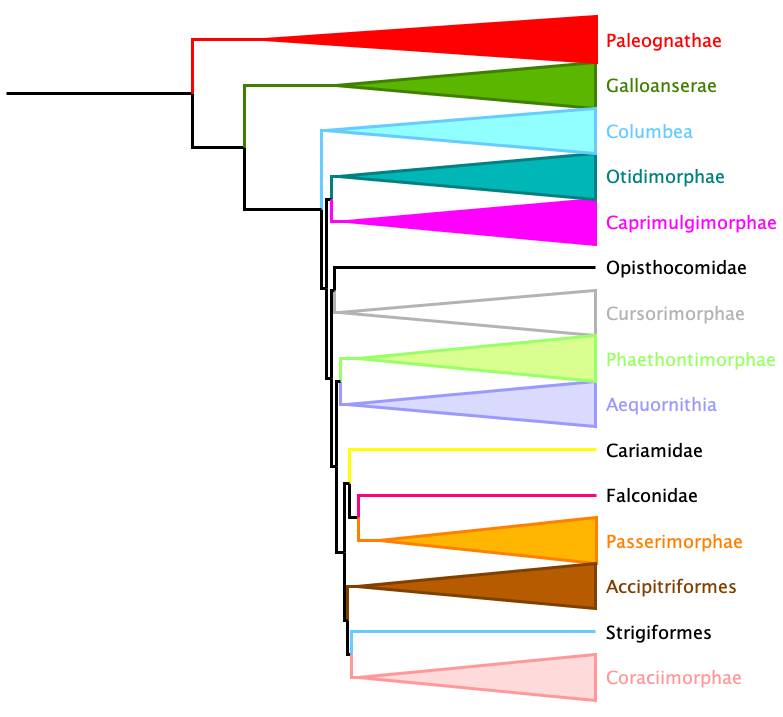 Paleognathae
Galloanserae
Columbea
Otidimorphae
Caprimulgimorphae
Opisthocomidae
Cursorimorphae
Phaethontimorphae
Aequornithia
Cariamidae
Falconidae
Passerimorphae
Accipitriformes
Strigiformes
Coraciimorphae